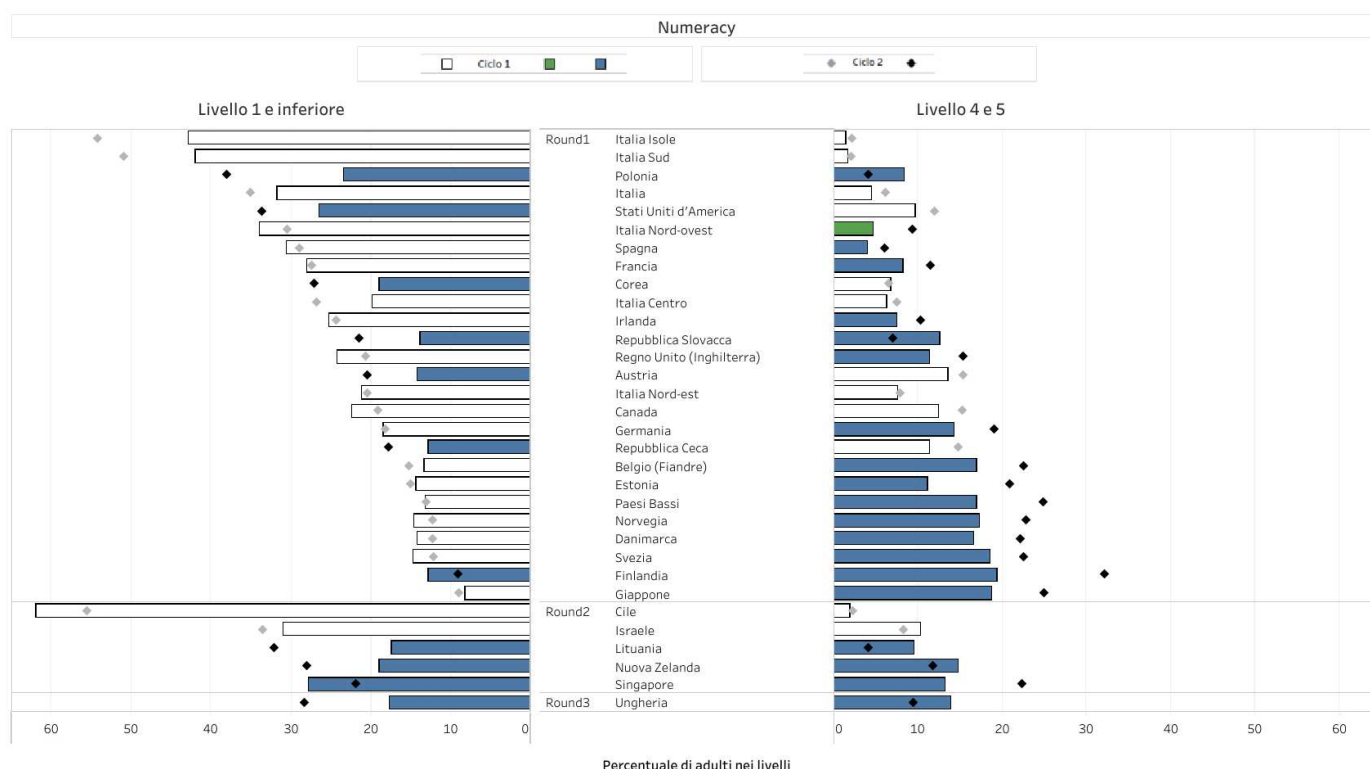 Numeracy
Ciclo 1
Ciclo 2
Livello 1 e inferiore
Livello 4 e 5
Round1 Italia Isole
Italia Sud
Polonia
Italia
Stati Uniti d'America
Italia Nord-ovest
Spagna
Francia
Corea
Italia Centro
Irlanda
Repubblica Slovacca
Regno Unito (Inghilterra)
Austria
Italia Nord-est
Canada
Germania
Repubblica Ceca
Belgio (Fiandre)
Estonia
Paesi Bassi
Norvegia
Danimarca
Svezia
Finlandia
Giappone
Round2 Cile
Israele
Lituania
Nuova Zelanda
Singapore
Round3 Ungheria
60 50 40 30 20 10 0 0 10 20 30 40 50 60
Percentuale di adulti nei livelli